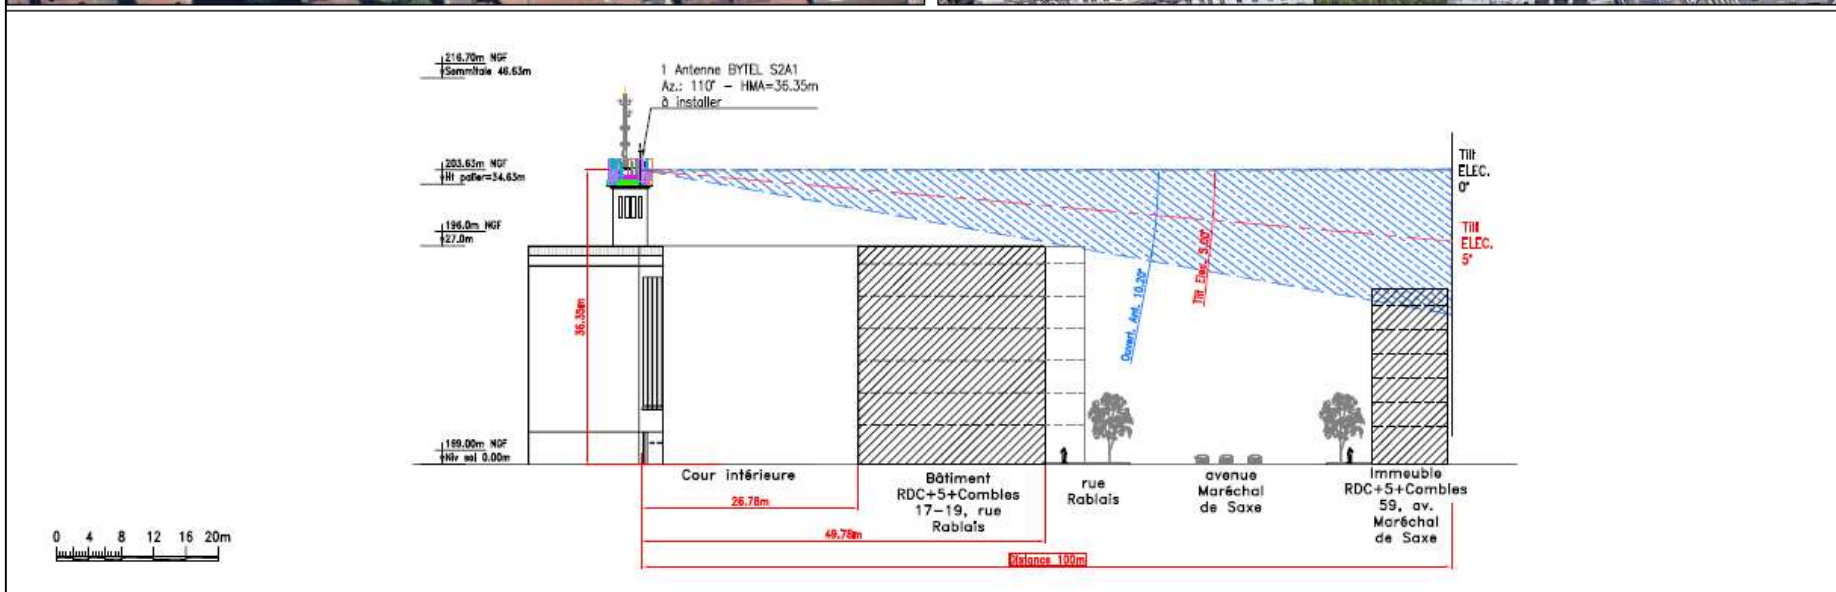 216.70m NGF
Sommitale 46.63m
1 Antenne BYTEL S2A1
Az.: 110° - HMA=36.35m
à installer
203.63m NGF
Ht palier=34.63m
196.0m NGF
27.0m
36.35m
Ouvert. Ant. 10.20°
Tilt Elec. 5.00°
Tilt
ELEC.
0°
Tilt
ELEC.
5°
169.00m NGF
Niv sol 0.00m
Cour intérieure
26.78m
Bâtiment
RDC+5+Combles
17-19, rue
Rablais
rue
Rablais
avenue
Maréchal
de Saxe
Immeuble
RDC+5+Combles
59, av.
Maréchal
de Saxe
49.78m
Distance 100m
0 4 8 12 16 20m